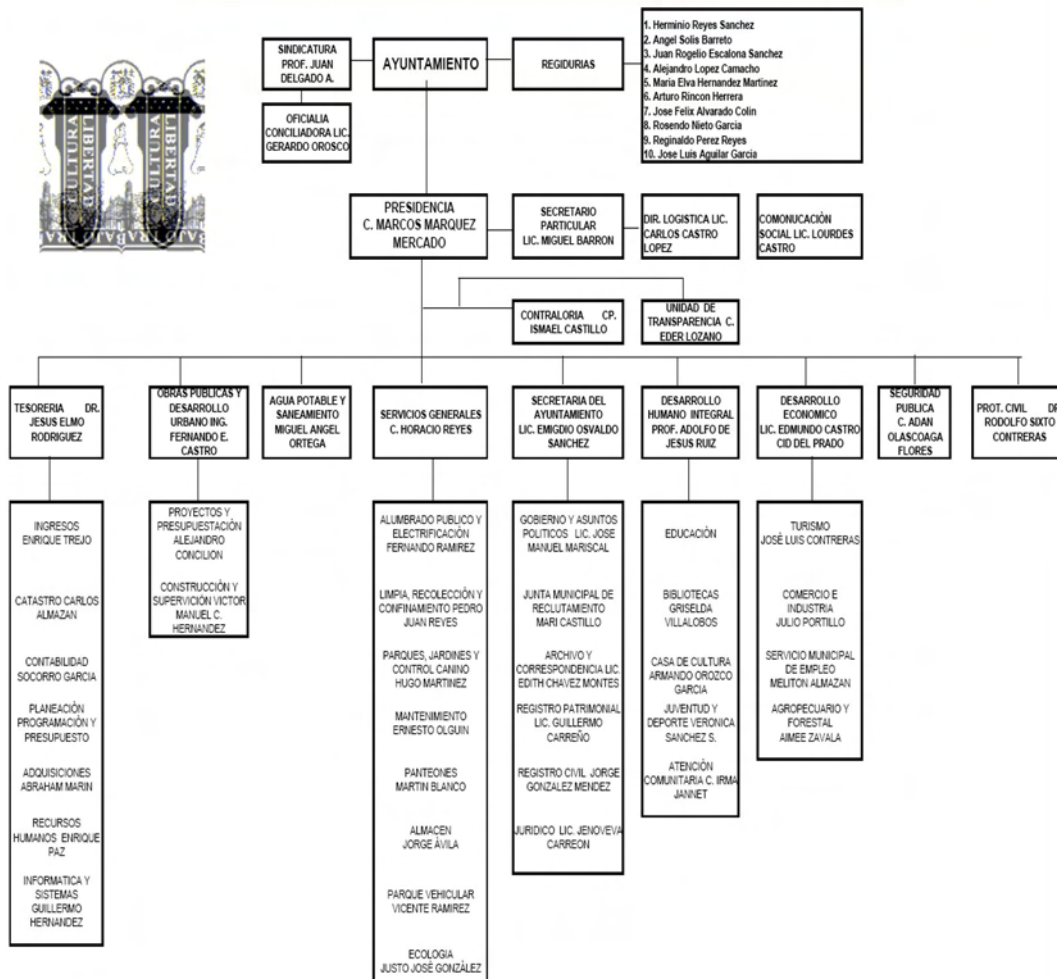 SINDICATURA
PROF. JUAN
DELGADO A.
AYUNTAMIENTO
REGIDURIAS
1. Herminio Reyes Sanchez
2. Angel Solis Barreto
3. Juan Rogelio Escalona Sanchez
4. Alejandro Lopez Camacho
5. Maria Elva Hernandez Martinez
6. Arturo Rincon Herrera
7. Jose Felix Alvarado Colin
8. Rosendo Nieto Garcia
9. Reginaldo Perez Reyes
10. Jose Luis Aguilar Garcia
OFICIALIA
CONCILIADORA LIC.
GERARDO OROSCO
CULTURA
LIBERTAD
CULTURA
LIBERTAD
PRESIDENCIA
C. MARCOS MARQUEZ
MERCADO
SECRETARIO
PARTICULAR
LIC. MIGUEL BARRON
DIR. LOGISTICA LIC.
CARLOS CASTRO
LOPEZ
COMONUCACIÒN
SOCIAL LIC. LOURDES
CASTRO
CONTRALORIA CP.
ISMAEL CASTILLO
UNIDAD DE
TRANSPARENCIA C.
EDER LOZANO
TESORERIA DR.
JESUS ELMO
RODRIGUEZ
OBRAS PUBLICAS Y
DESARROLLO
URBANO ING.
FERNANDO E.
CASTRO
AGUA POTABLE Y
SANEAMIENTO
MIGUEL ANGEL
ORTEGA
SERVICIOS GENERALES
C. HORACIO REYES
SECRETARIA DEL
AYUNTAMIENTO
LIC. EMIGDIO OSVALDO
SANCHEZ
DESARROLLO
HUMANO INTEGRAL
PROF. ADOLFO DE
JESUS RUIZ
DESARROLLO
ECONOMICO
LIC. EDMUNDO CASTRO
CID DEL PRADO
SEGURIDAD
PUBLICA
C. ADAN
OLASCOAGA
FLORES
PROT. CIVIL DR.
RODOLFO SIXTO
CONTRERAS
INGRESOS
ENRIQUE TREJO
CATASTRO CARLOS
ALMAZAN
CONTABILIDAD
SOCORRO GARCIA
PLANEACIÒN
PROGRAMACIÓN Y
PRESUPUESTO
ADQUISICIONES
ABRAHAM MARIN
RECURSOS
HUMANOS ENRIQUE
PAZ
INFORMATICA Y
SISTEMAS
GUILLERMO
HERNANDEZ
PROYECTOS Y
PRESUPUESTACIÒN
ALEJANDRO
CONCILION
CONSTRUCCIÓN Y
SUPERVICIÓN VICTOR
MANUEL C.
HERNANDEZ
ALUMBRADO PUBLICO Y
ELECTRIFICACIÓN
FERNANDO RAMIREZ
LIMPIA, RECOLECCIÓN Y
CONFINAMIENTO PEDRO
JUAN REYES
PARQUES, JARDINES Y
CONTROL CANINO
HUGO MARTINEZ
MANTENIMIENTO
ERNESTO OLGUIN
PANTEONES
MARTIN BLANCO
ALMACEN
JORGE ÀVILA
PARQUE VEHICULAR
VICENTE RAMIREZ
ECOLOGIA
JUSTO JOSÈ GONZÀLEZ
GOBIERNO Y ASUNTOS
POLITICOS LIC. JOSE
MANUEL MARISCAL
JUNTA MUNICIPAL DE
RECLUTAMIENTO
MARI CASTILLO
ARCHIVO Y
CORRESPONDENCIA LIC.
EDITH CHAVEZ MONTES
REGISTRO PATRIMONIAL
LIC. GUILLERMO
CARREÑO
REGISTRO CIVIL JORGE
GONZALEZ MENDEZ
JURIDICO LIC. JENOVEVA
CARREON
EDUCACIÒN
BIBLIOTECAS
GRISELDA
VILLALOBOS
CASA DE CULTURA
ARMANDO OROZCO
GARCIA
JUVENTUD Y
DEPORTE VERONICA
SANCHEZ S.
ATENCIÒN
COMUNITARIA C. IRMA
JANNET
TURISMO
JOSÈ LUIS CONTRERAS
COMERCIO E
INDUSTRIA
JULIO PORTILLO
SERVICIO MUNICIPAL
DE EMPLEO
MELITON ALMAZAN
AGROPECUARIO Y
FORESTAL
AIMEE ZAVALA